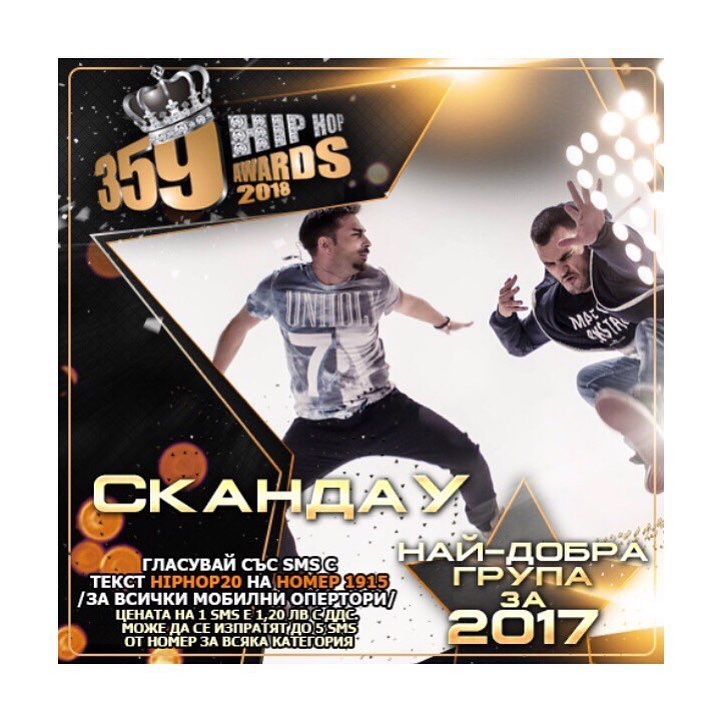 359 HIP HOP
AWARDS
2018
UNHOLY
7
СКАНДАУ
ГЛАСУВАЙ СЪС SMS С
ТЕКСТ HIPHOP20 НА НОМЕР 1915
/ЗА ВСИЧКИ МОБИЛНИ ОПЕРТОРИ/
ЦЕНАТА НА 1 SMS Е 1,20 ЛВ С ДДС
МОЖЕ ДА СЕ ИЗПРАТЯТ ДО 5 SMS
ОТ НОМЕР ЗА ВСЯКА КАТЕГОРИЯ
НАЙ-ДОБРА
ГРУПА
ЗА
2017